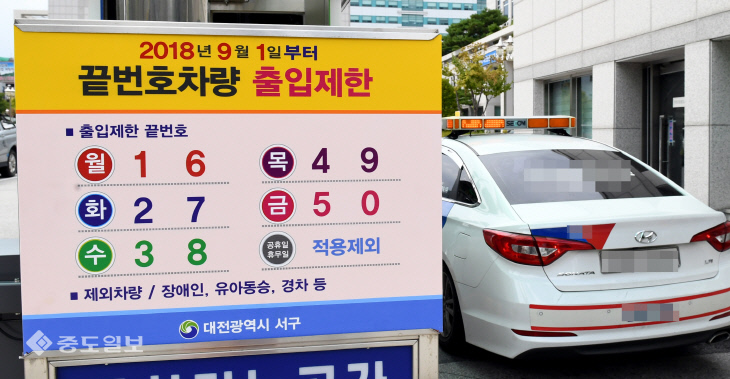 2018년 9월 1일부터
끝번호차량 출입제한
■ 출입제한 끝번호
월 1 6
목 4 9
화 2 7
금 5 0
수 3 8
공휴일 휴무일 적용제외
■ 제외차량 / 장애인, 유아동승, 경차 등
대전광역시 서구
중도일보